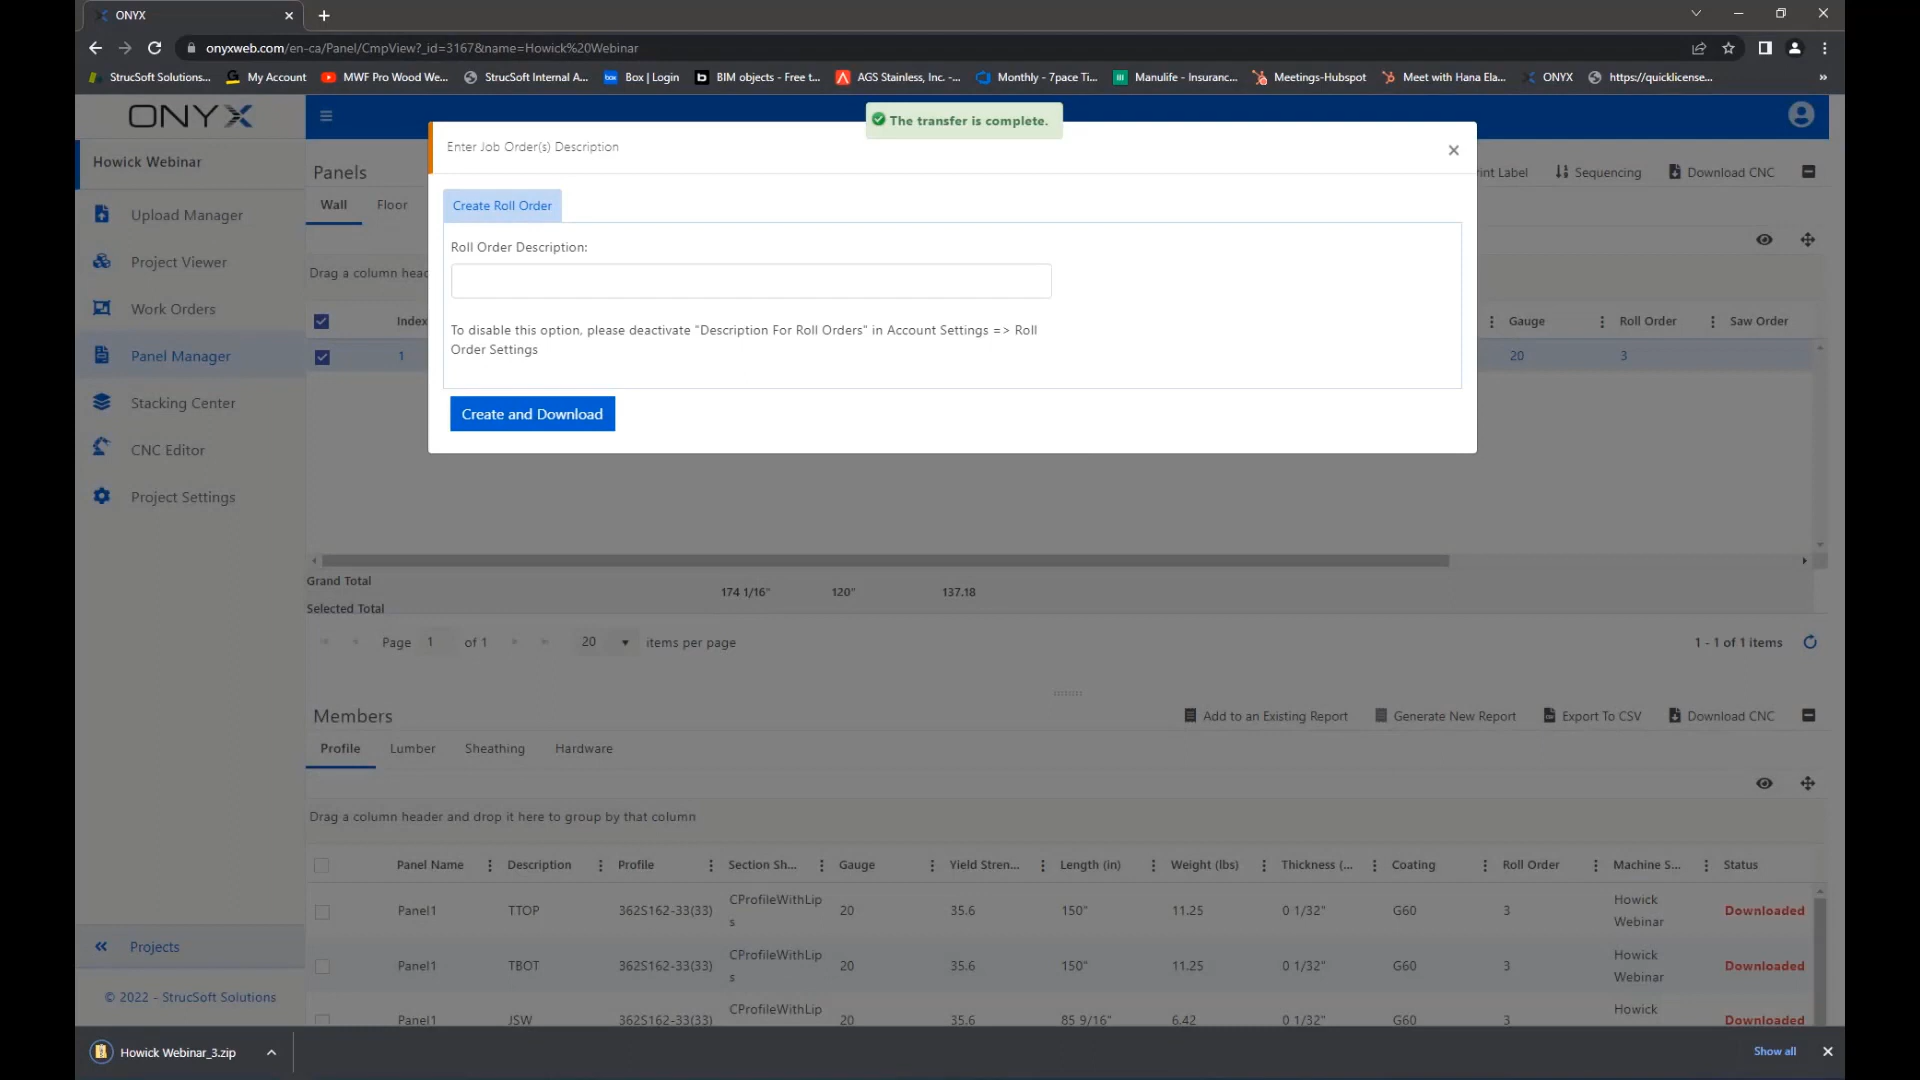 ONYX
onyxweb.com/en-ca/Panel/CmpView?_id=3167&name=Howick%20Webinar
StrucSoft Solutions... My Account MWF Pro Wood We... StrucSoft Internal A... Box | Login BIM objects - Free t... AGS Stainless, Inc. -... Monthly - 7pace Ti... Manulife - Insuranc... Meetings-Hubspot Meet with Hana Ela... ONYX https://quicklicense... »
ONYX
The transfer is complete.
Enter Job Order(s) Description
Howick Webinar
Panels
int Label Sequencing Download CNC
Wall Floor
Create Roll Order
Upload Manager
Roll Order Description:
Project Viewer
Drag a column head
Work Orders
Index
Gauge Roll Order Saw Order
To disable this option, please deactivate "Description For Roll Orders" in Account Settings => Roll
Order Settings
Panel Manager
1 20 3
Stacking Center
Create and Download
CNC Editor
Project Settings
Grand Total
174 1/16" 120" 137.18
Selected Total
Page 1 of 1 20 items per page 1 - 1 of 1 items
Members
Add to an Existing Report Generate New Report Export To CSV Download CNC
Profile Lumber Sheathing Hardware
Drag a column header and drop it here to group by that column
Panel Name Description Profile Section Sh... Gauge Yield Stren... Length (in) Weight (lbs) Thickness (... Coating Roll Order Machine S... Status
Panel1 TTOP 362S162-33(33) CProfileWithLip 20 35.6 150" 11.25 0 1/32" G60 3 Howick Downloaded
s Webinar
Panel1 TBOT 362S162-33(33) CProfileWithLip 20 35.6 150" 11.25 0 1/32" G60 3 Howick Downloaded
s Webinar
Panel1 JSW 362S162-33(33) CProfileWithLip 20 35.6 85 9/16" 6.42 0 1/32" G60 3 Howick Downloaded
s
« Projects
© 2022 - StrucSoft Solutions
Howick Webinar_3.zip
Show all